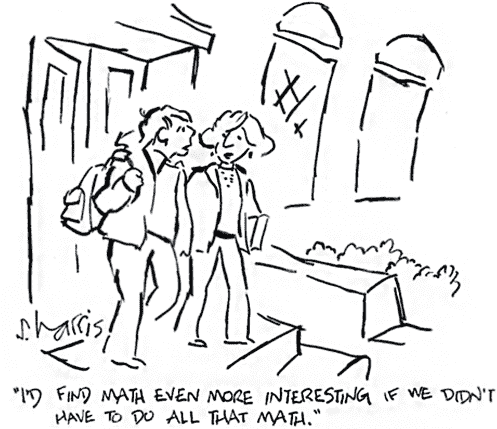 s.harris
"I'D FIND MATH EVEN MORE INTERESTING IF WE DIDN'T
HAVE TO DO ALL THAT MATH."